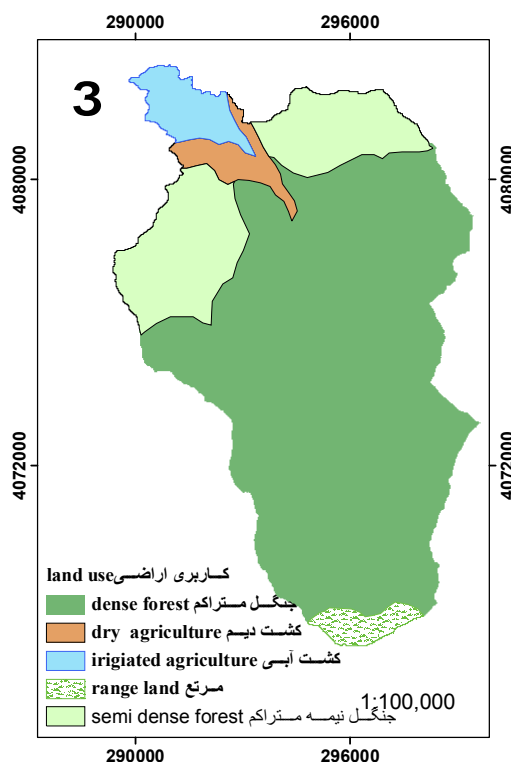 290000 296000
3
4080000 4080000
4072000 4072000
کاربری اراضی land use
dense forest جنگل متراکم
dry agriculture کشت دیم
irigiated agriculture کشت آبی
range land مرتع
1:100,000
semi dense forest جنگل نیمه متراکم
290000 296000